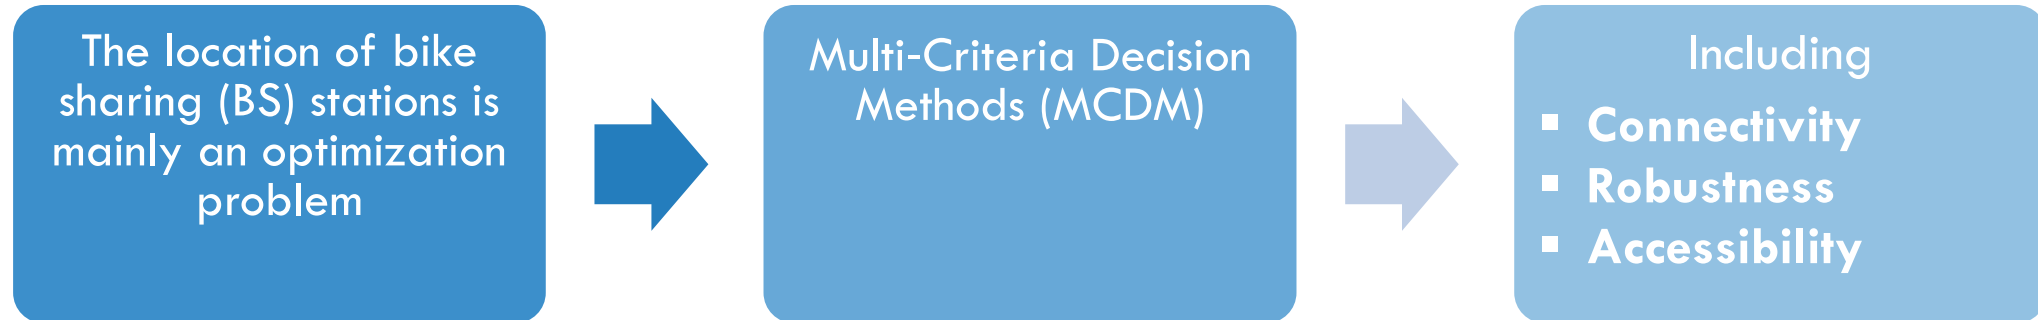 The location of bike
sharing (BS) stations is
mainly an optimization
problem
Multi-Criteria Decision
Methods (MCDM)
Including
▪ Connectivity
▪ Robustness
▪ Accessibility